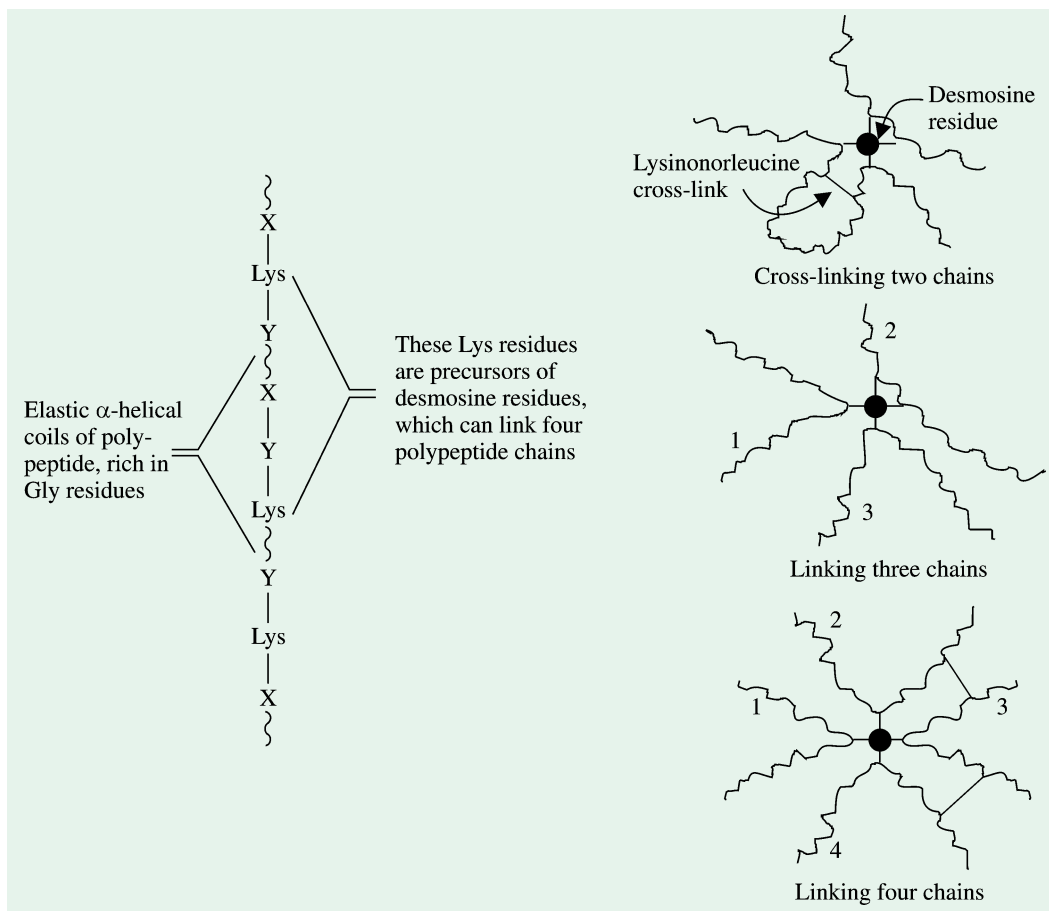 X
Lys
Y
X
Y
Lys
Y
Lys
X
Elastic α-helical
coils of poly-
peptide, rich in
Gly residues
These Lys residues
are precursors of
desmosine residues,
which can link four
polypeptide chains
Desmosine
residue
Lysinonorleucine
cross-link
Cross-linking two chains
2
1
3
Linking three chains
2
1
3
4
Linking four chains